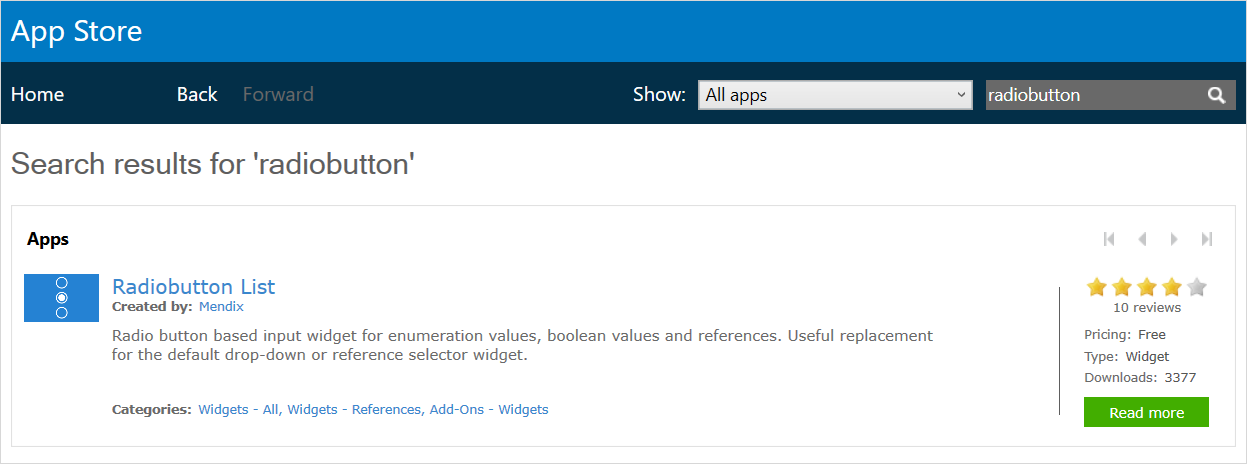 App Store
Home Back Forward Show: All apps radiobutton
Search results for 'radiobutton'
Apps
Radiobutton List
Created by: Mendix
Radio button based input widget for enumeration values, boolean values and references. Useful replacement
for the default drop-down or reference selector widget.
Categories: Widgets - All, Widgets - References, Add-Ons - Widgets
10 reviews
Pricing: Free
Type: Widget
Downloads: 3377
Read more